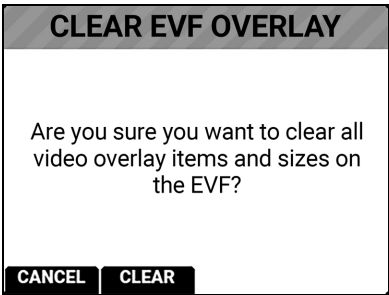 CLEAR EVF OVERLAY
Are you sure you want to clear all
video overlay items and sizes on
the EVF?
CANCEL CLEAR